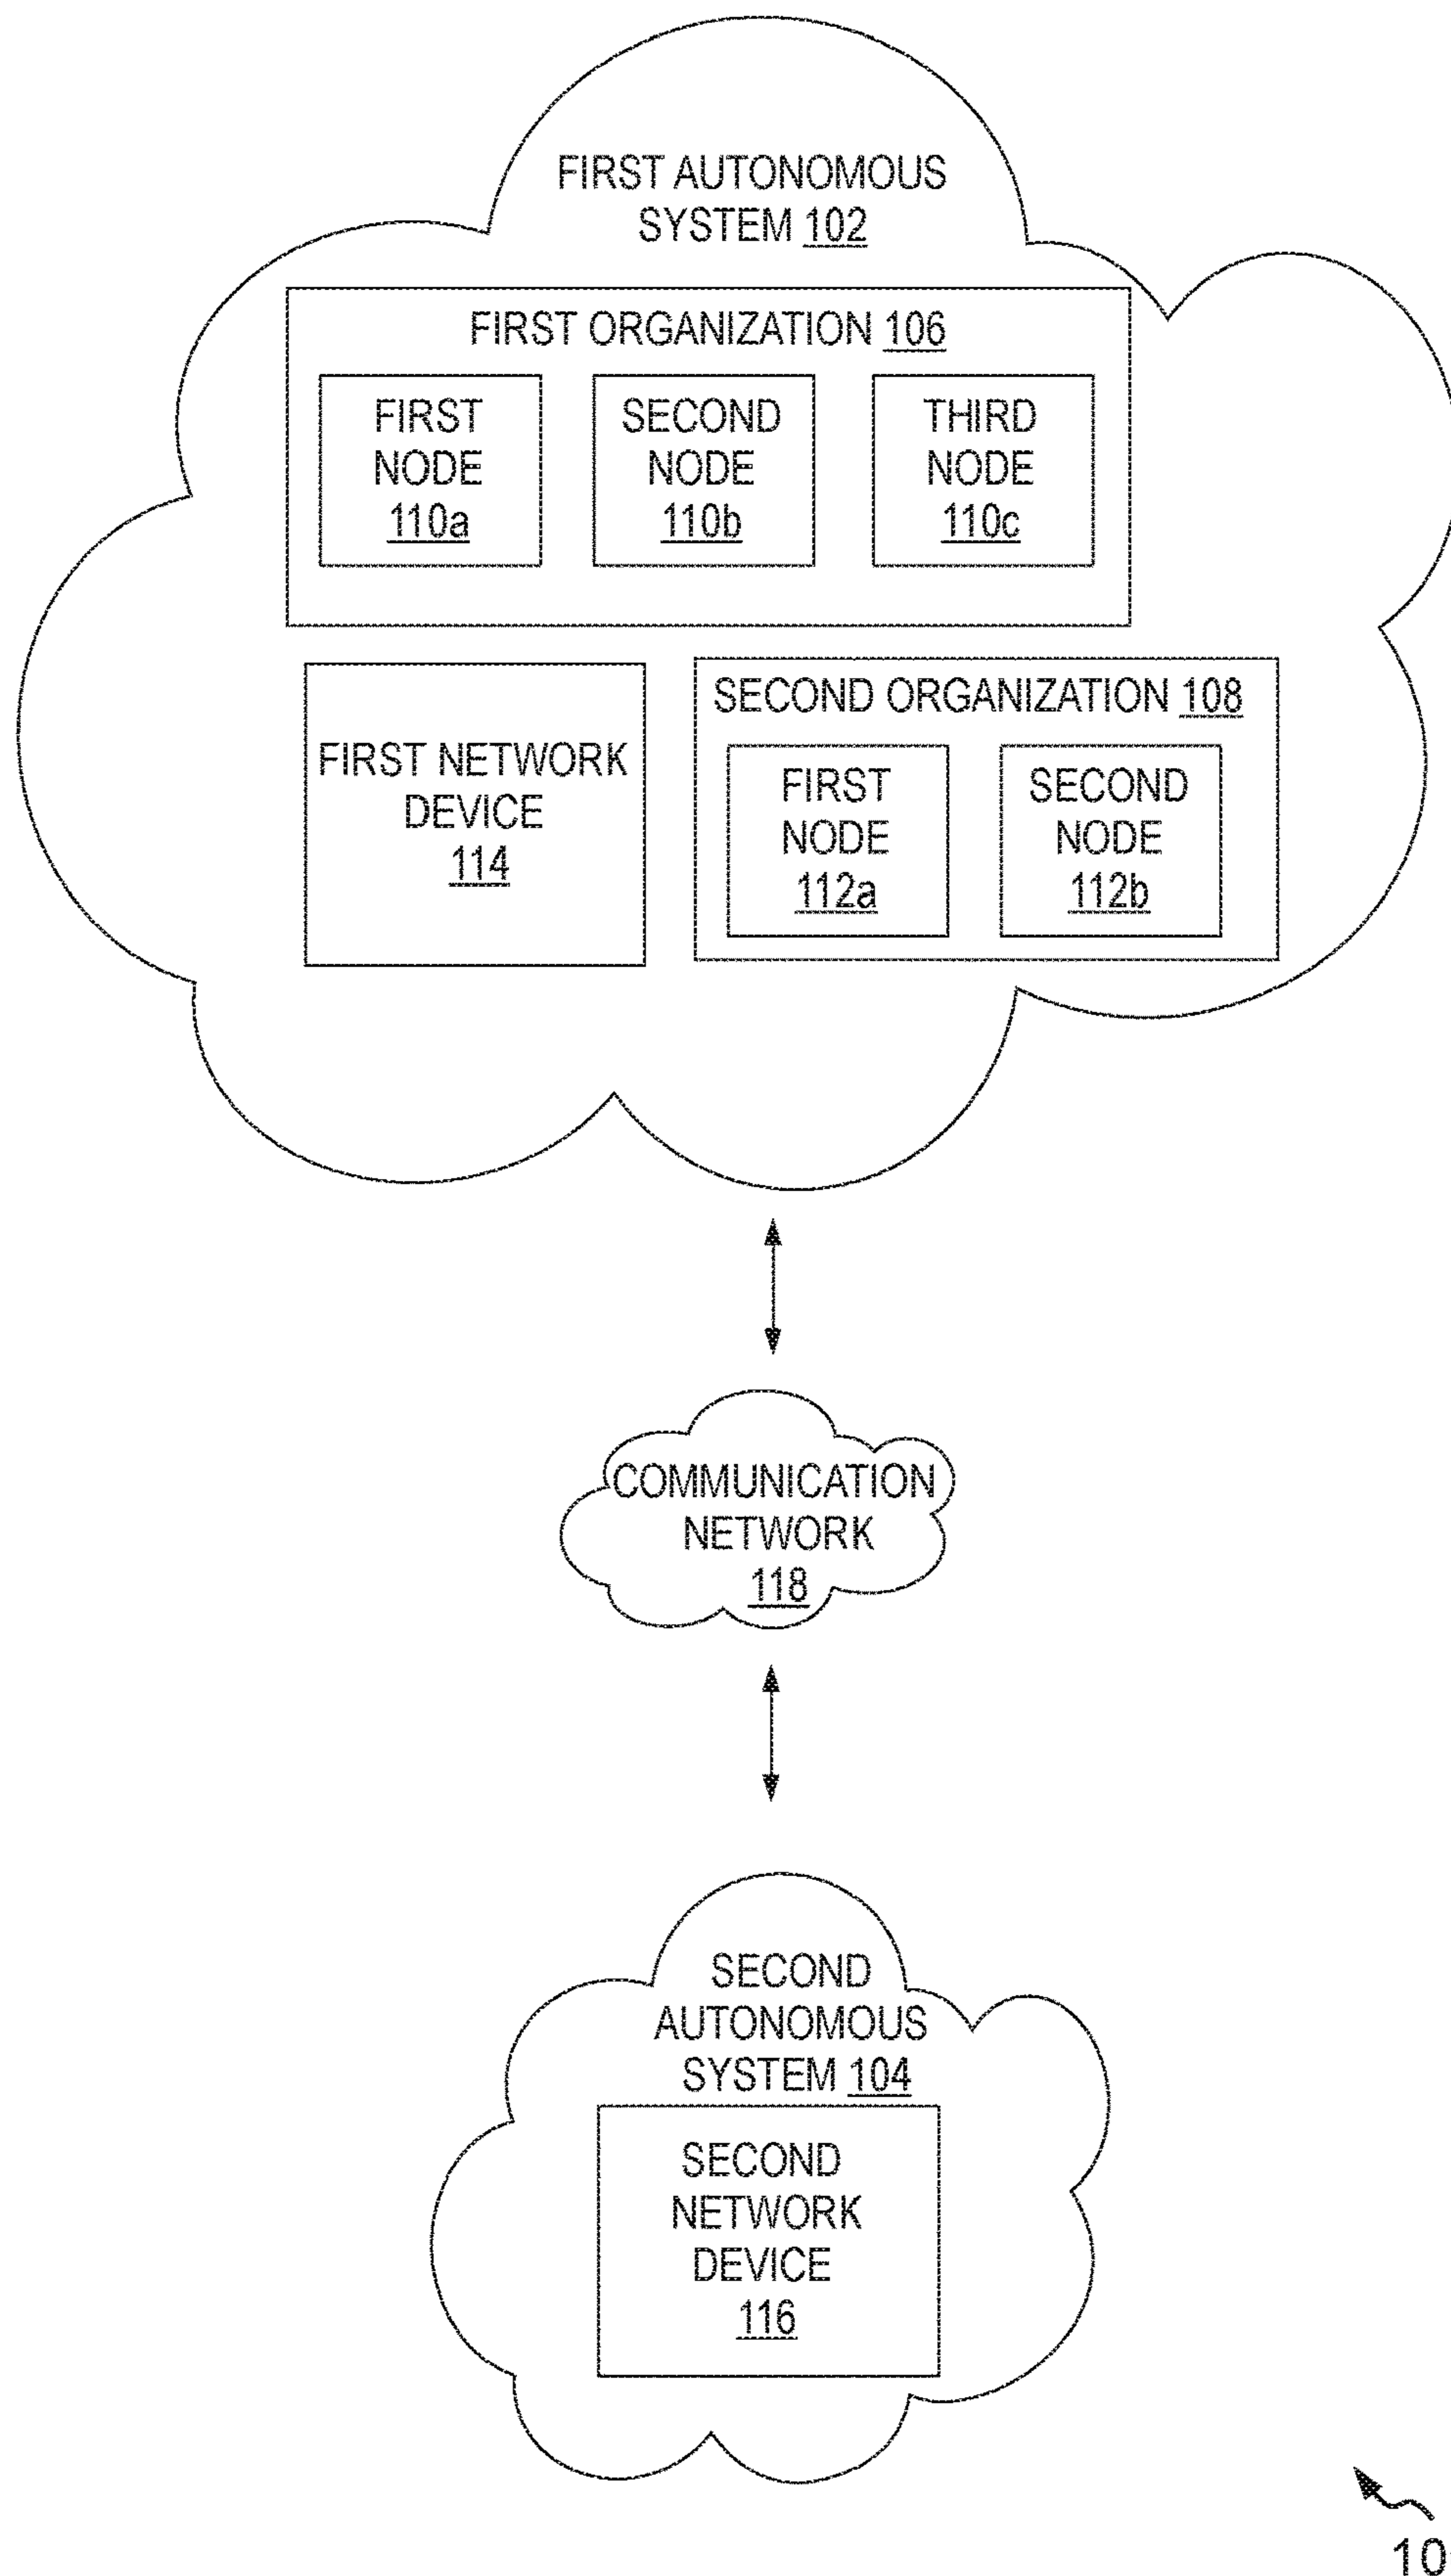 FIRST AUTONOMOUS
SYSTEM 102
FIRST ORGANIZATION 106
FIRST
NODE
110a
SECOND
NODE
110b
THIRD
NODE
110c
FIRST NETWORK
DEVICE
114
SECOND ORGANIZATION 108
FIRST
NODE
112a
SECOND
NODE
112b
COMMUNICATION
NETWORK
118
SECOND
AUTONOMOUS
SYSTEM 104
SECOND
NETWORK
DEVICE
116
10